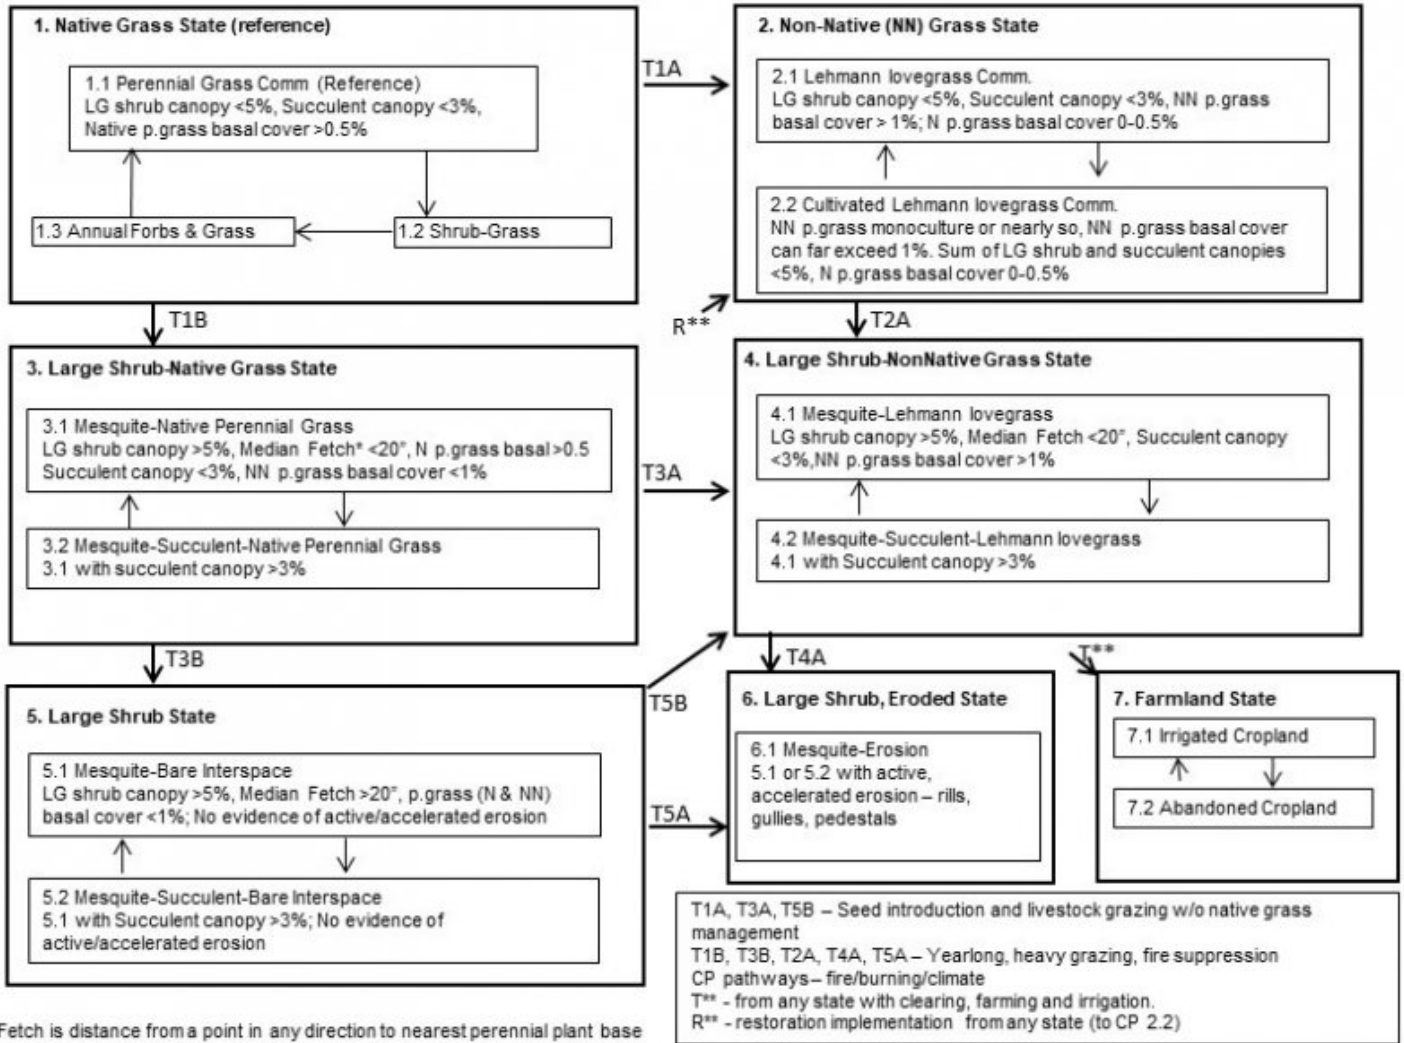 1. Native Grass State (reference)
1.1 Perennial Grass Comm (Reference)
LG shrub canopy <5%, Succulent canopy <3%,
Native p.grass basal cover >0.5%
1.3 Annual Forbs & Grass
1.2 Shrub-Grass
T1A
2. Non-Native (NN) Grass State
2.1 Lehmann lovegrass Comm.
LG shrub canopy <5%, Succulent canopy <3%, NN p.grass
basal cover > 1%; N p.grass basal cover 0-0.5%
2.2 Cultivated Lehmann lovegrass Comm.
NN p.grass monoculture or nearly so, NN p.grass basal cover
can far exceed 1%. Sum of LG shrub and succulent canopies
<5%, N p.grass basal cover 0-0.5%
T1B
R**
T2A
3. Large Shrub-Native Grass State
3.1 Mesquite-Native Perennial Grass
LG shrub canopy >5%, Median Fetch* <20", N p.grass basal >0.5
Succulent canopy <3%, NN p.grass basal cover <1%
3.2 Mesquite-Succulent-Native Perennial Grass
3.1 with succulent canopy >3%
T3A
4. Large Shrub-NonNative Grass State
4.1 Mesquite-Lehmann lovegrass
LG shrub canopy >5%, Median Fetch <20", Succulent canopy
<3%,NN p.grass basal cover >1%
4.2 Mesquite-Succulent-Lehmann lovegrass
4.1 with Succulent canopy >3%
T3B
T5B
T4A
T**
5. Large Shrub State
5.1 Mesquite-Bare Interspace
LG shrub canopy >5%, Median Fetch >20", p.grass (N & NN)
basal cover <1%; No evidence of active/accelerated erosion
5.2 Mesquite-Succulent-Bare Interspace
5.1 with Succulent canopy >3%; No evidence of
active/accelerated erosion
T5A
6. Large Shrub, Eroded State
6.1 Mesquite-Erosion
5.1 or 5.2 with active,
accelerated erosion – rills,
gullies, pedestals
7. Farmland State
7.1 Irrigated Cropland
7.2 Abandoned Cropland
T1A, T3A, T5B – Seed introduction and livestock grazing w/o native grass
management
T1B, T3B, T2A, T4A, T5A – Yearlong, heavy grazing, fire suppression
CP pathways – fire/burning/climate
T** - from any state with clearing, farming and irrigation.
R** - restoration implementation from any state (to CP 2.2)
Fetch is distance from a point in any direction to nearest perennial plant base